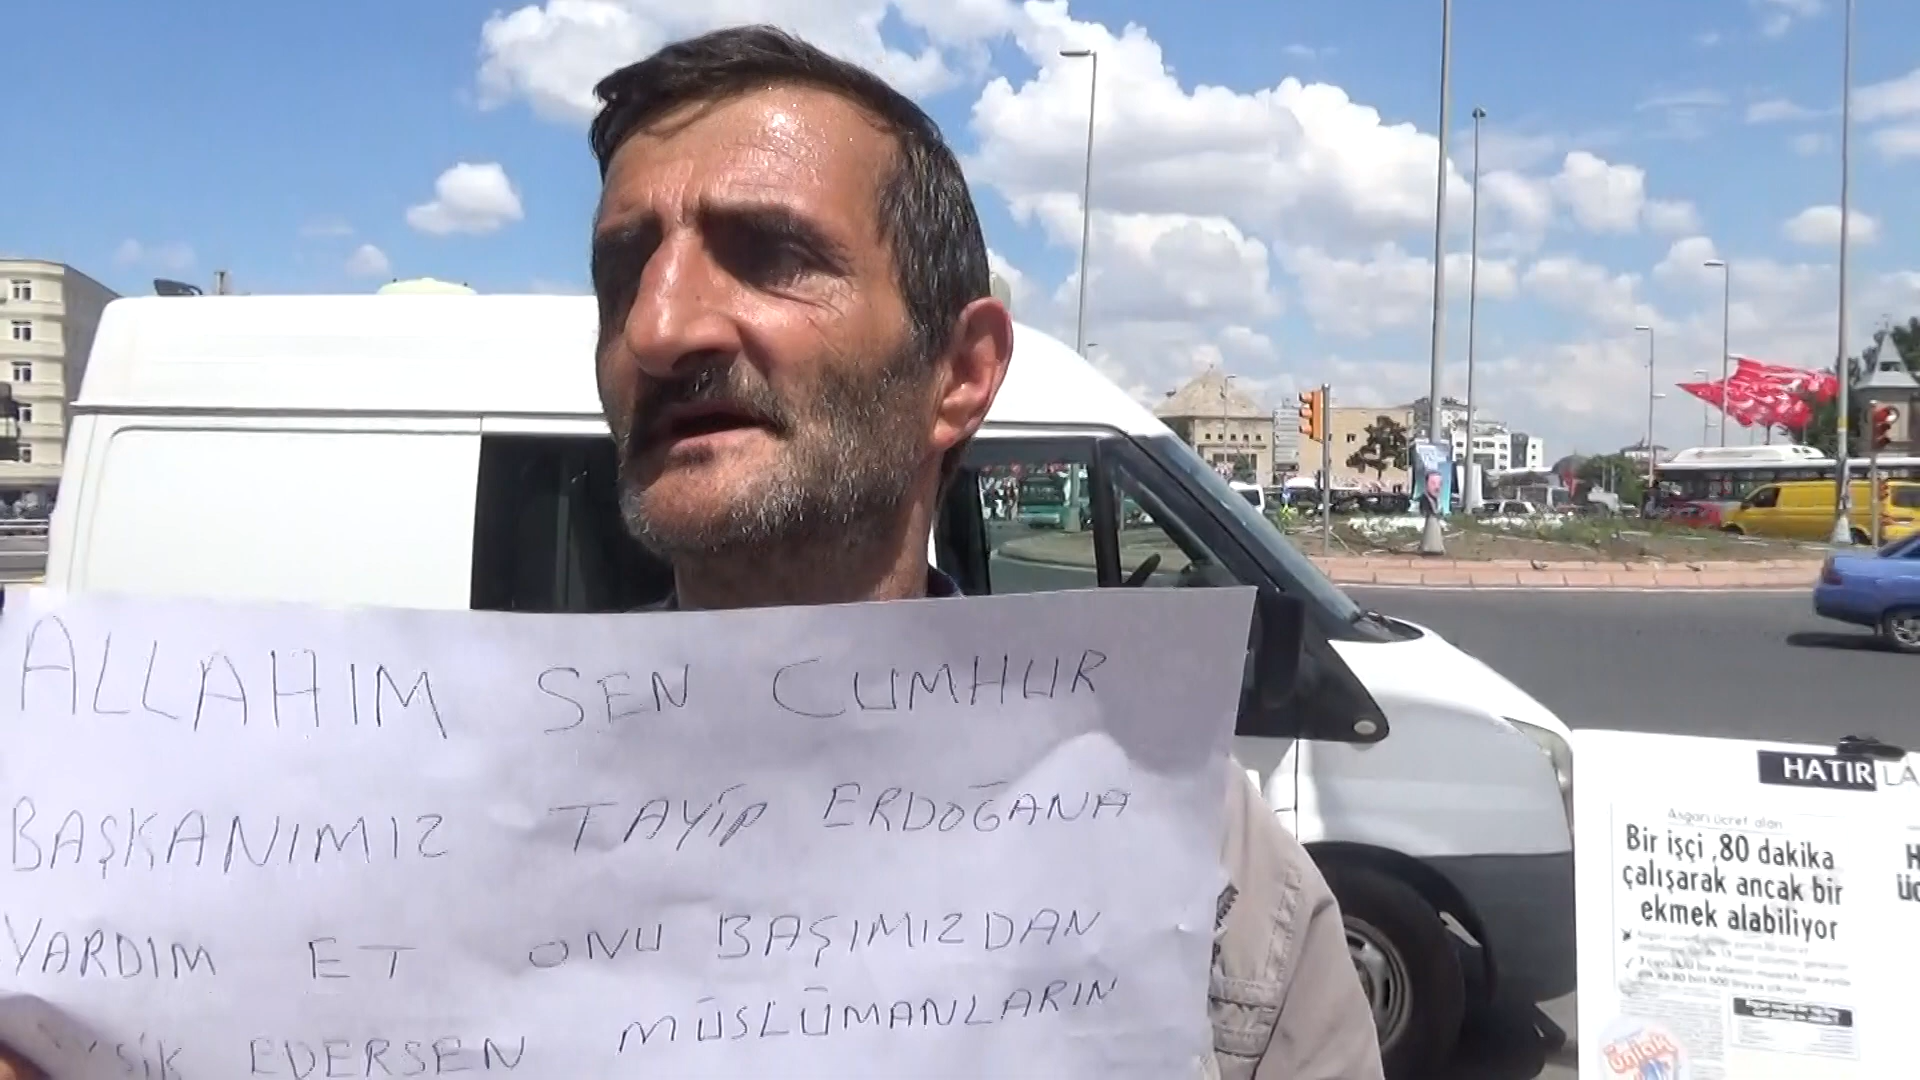 ALLAHIM SEN CUMHUR
BAŞKANIMIZ TAYİP ERDOĞANA
YARDIM ET ONU BAŞIMIZDAN
EDERSEN MÜSLÜMANLARIN
HATIRLA
Asgari ücret alan
Bir işçi ,80 dakika
çalışarak ancak bir
ekmek alabiliyor